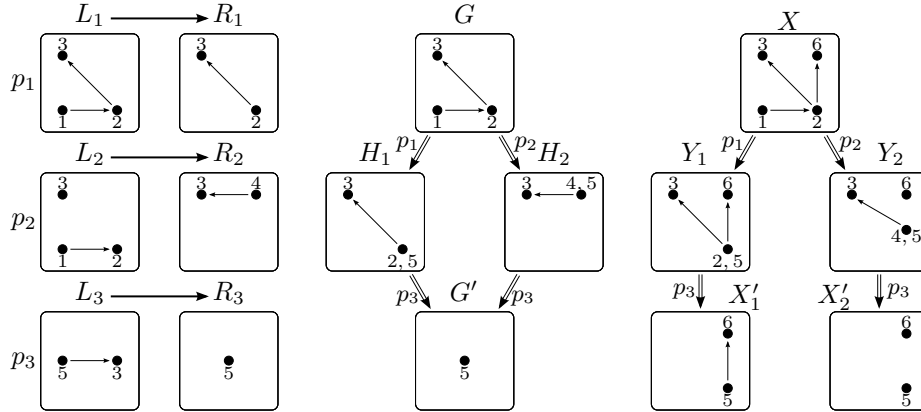 L₁ R₁ G X
3 3 3 3 6
p₁
1 2 2 1 2 1 2
p₁ p₂ p₁ p₂
L₂ R₂ H₁ H₂ Y₁ Y₂
3 3 4 3 3 4, 5 3 6 3 6
p₂
4, 5
1 2 2, 5 2, 5
L₃ R₃ p₃ G′ p₃ p₃ X′₁ X′₂ p₃
6 6
p₃
5 3 5 5
5 5